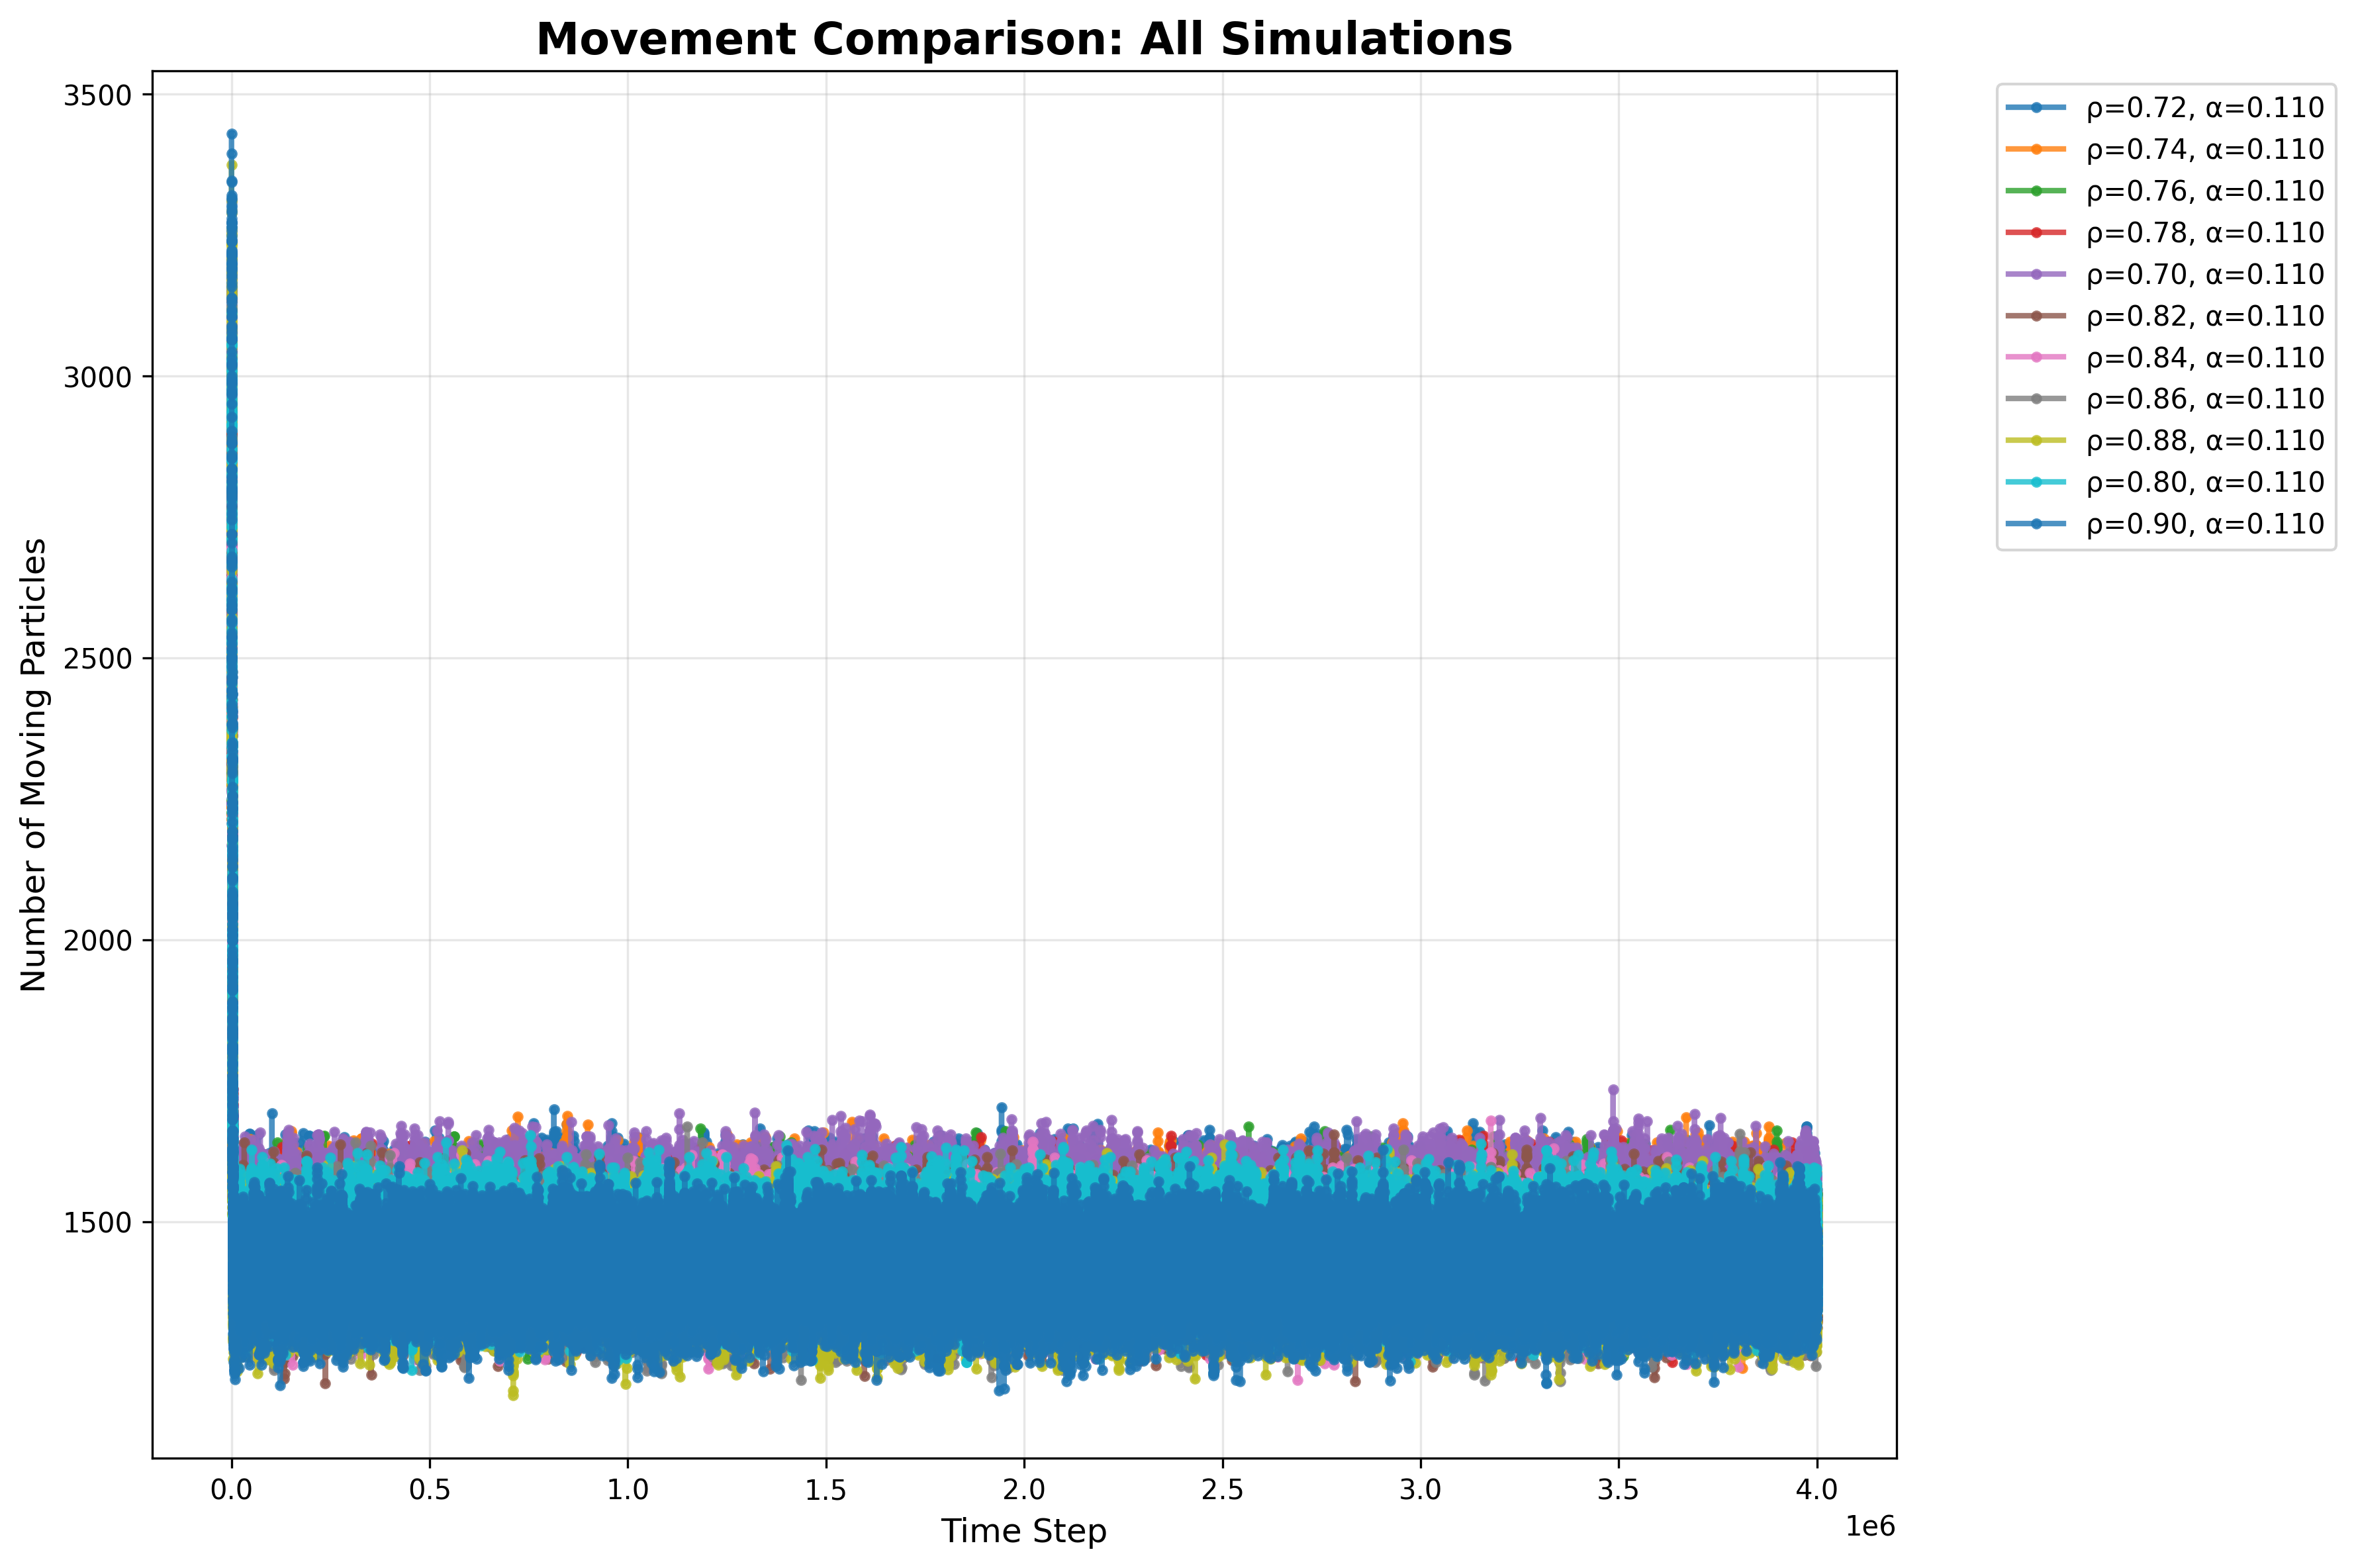 Movement Comparison: All Simulations
Number of Moving Particles
3500
3000
2500
2000
1500
0.0 0.5 1.0 1.5 2.0 2.5 3.0 3.5 4.0
1e6
Time Step
ρ=0.72, α=0.110
ρ=0.74, α=0.110
ρ=0.76, α=0.110
ρ=0.78, α=0.110
ρ=0.70, α=0.110
ρ=0.82, α=0.110
ρ=0.84, α=0.110
ρ=0.86, α=0.110
ρ=0.88, α=0.110
ρ=0.80, α=0.110
ρ=0.90, α=0.110